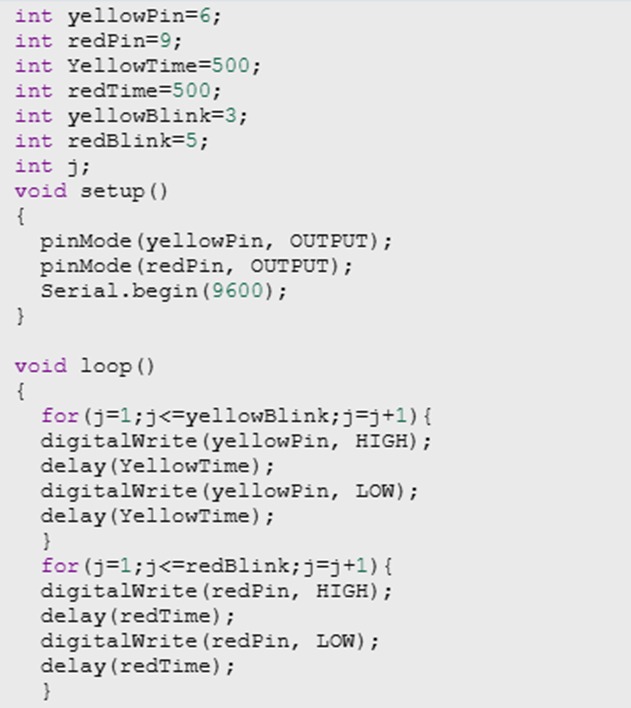 int yellowPin=6;
int redPin=9;
int YellowTime=500;
int redTime=500;
int yellowBlink=3;
int redBlink=5;
int j;
void setup()
{
  pinMode(yellowPin, OUTPUT);
  pinMode(redPin, OUTPUT);
  Serial.begin(9600);
}

void loop()
{
  for(j=1;j<=yellowBlink;j=j+1){
  digitalWrite(yellowPin, HIGH);
  delay(YellowTime);
  digitalWrite(yellowPin, LOW);
  delay(YellowTime);
  }
  for(j=1;j<=redBlink;j=j+1){
  digitalWrite(redPin, HIGH);
  delay(redTime);
  digitalWrite(redPin, LOW);
  delay(redTime);
  }